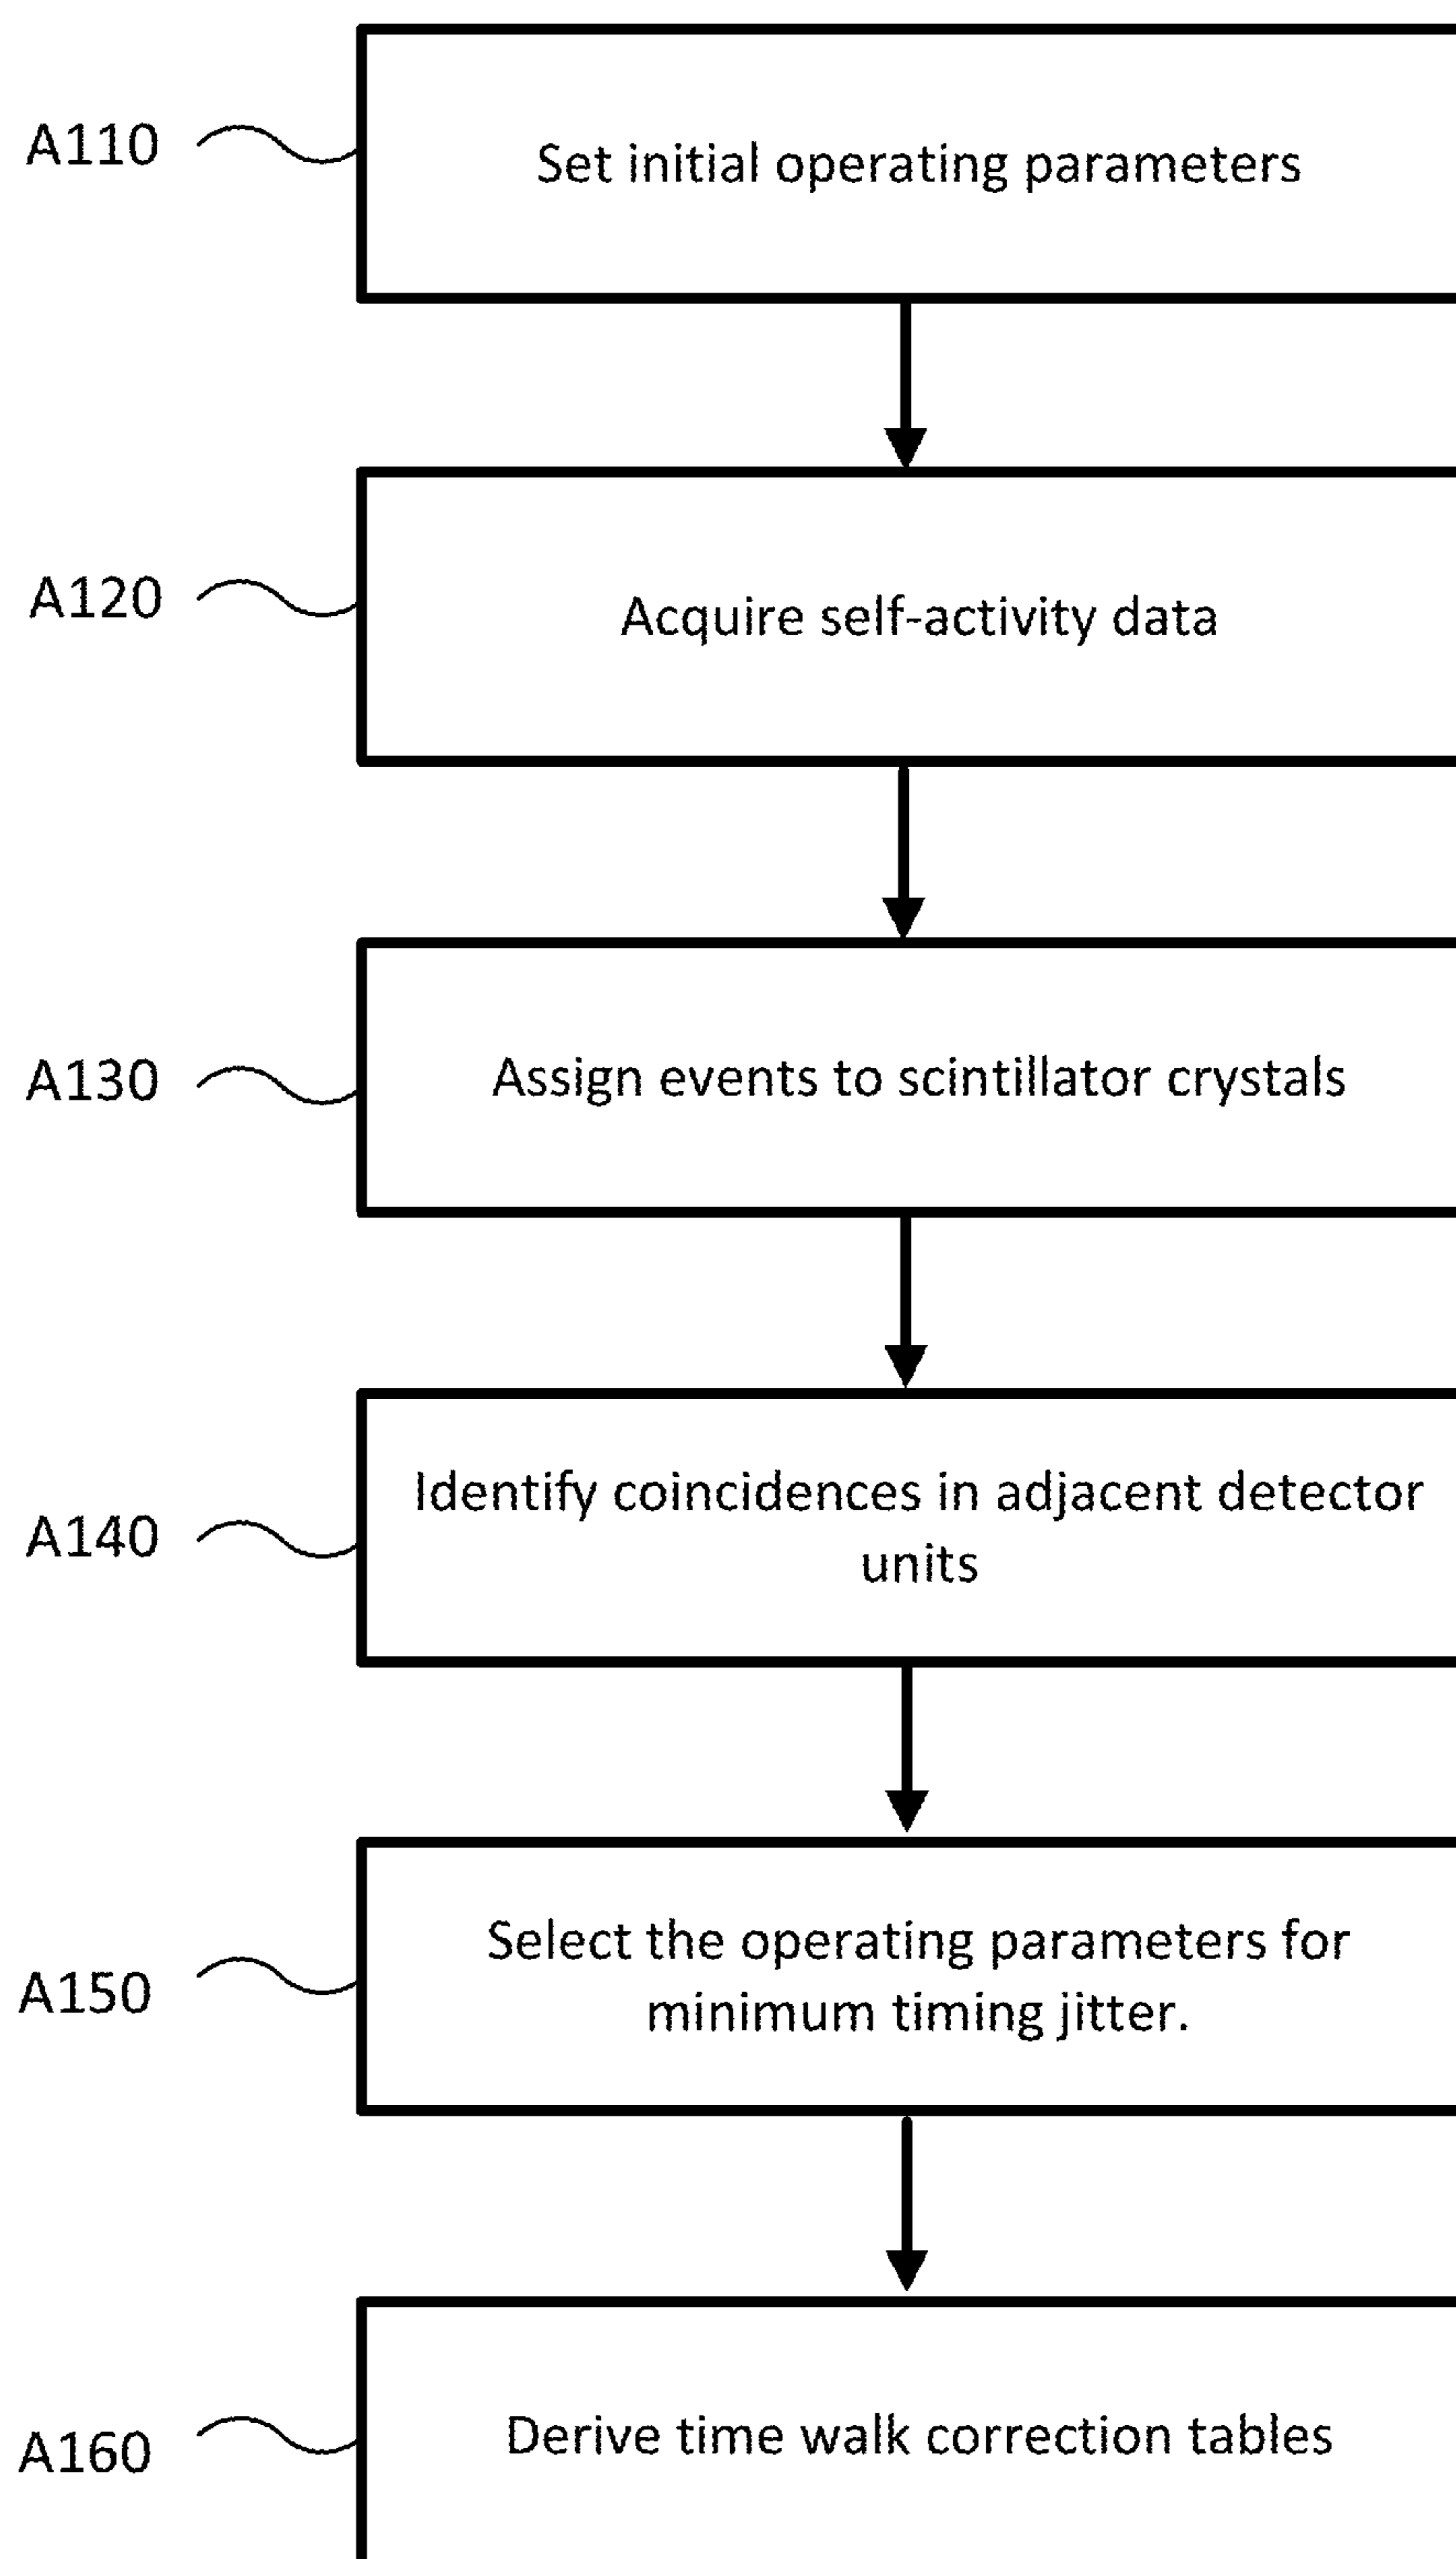 A110
Set initial operating parameters
A120
Acquire self-activity data
A130
Assign events to scintillator crystals
A140
Identify coincidences in adjacent detector
units
A150
Select the operating parameters for
minimum timing jitter.
A160
Derive time walk correction tables